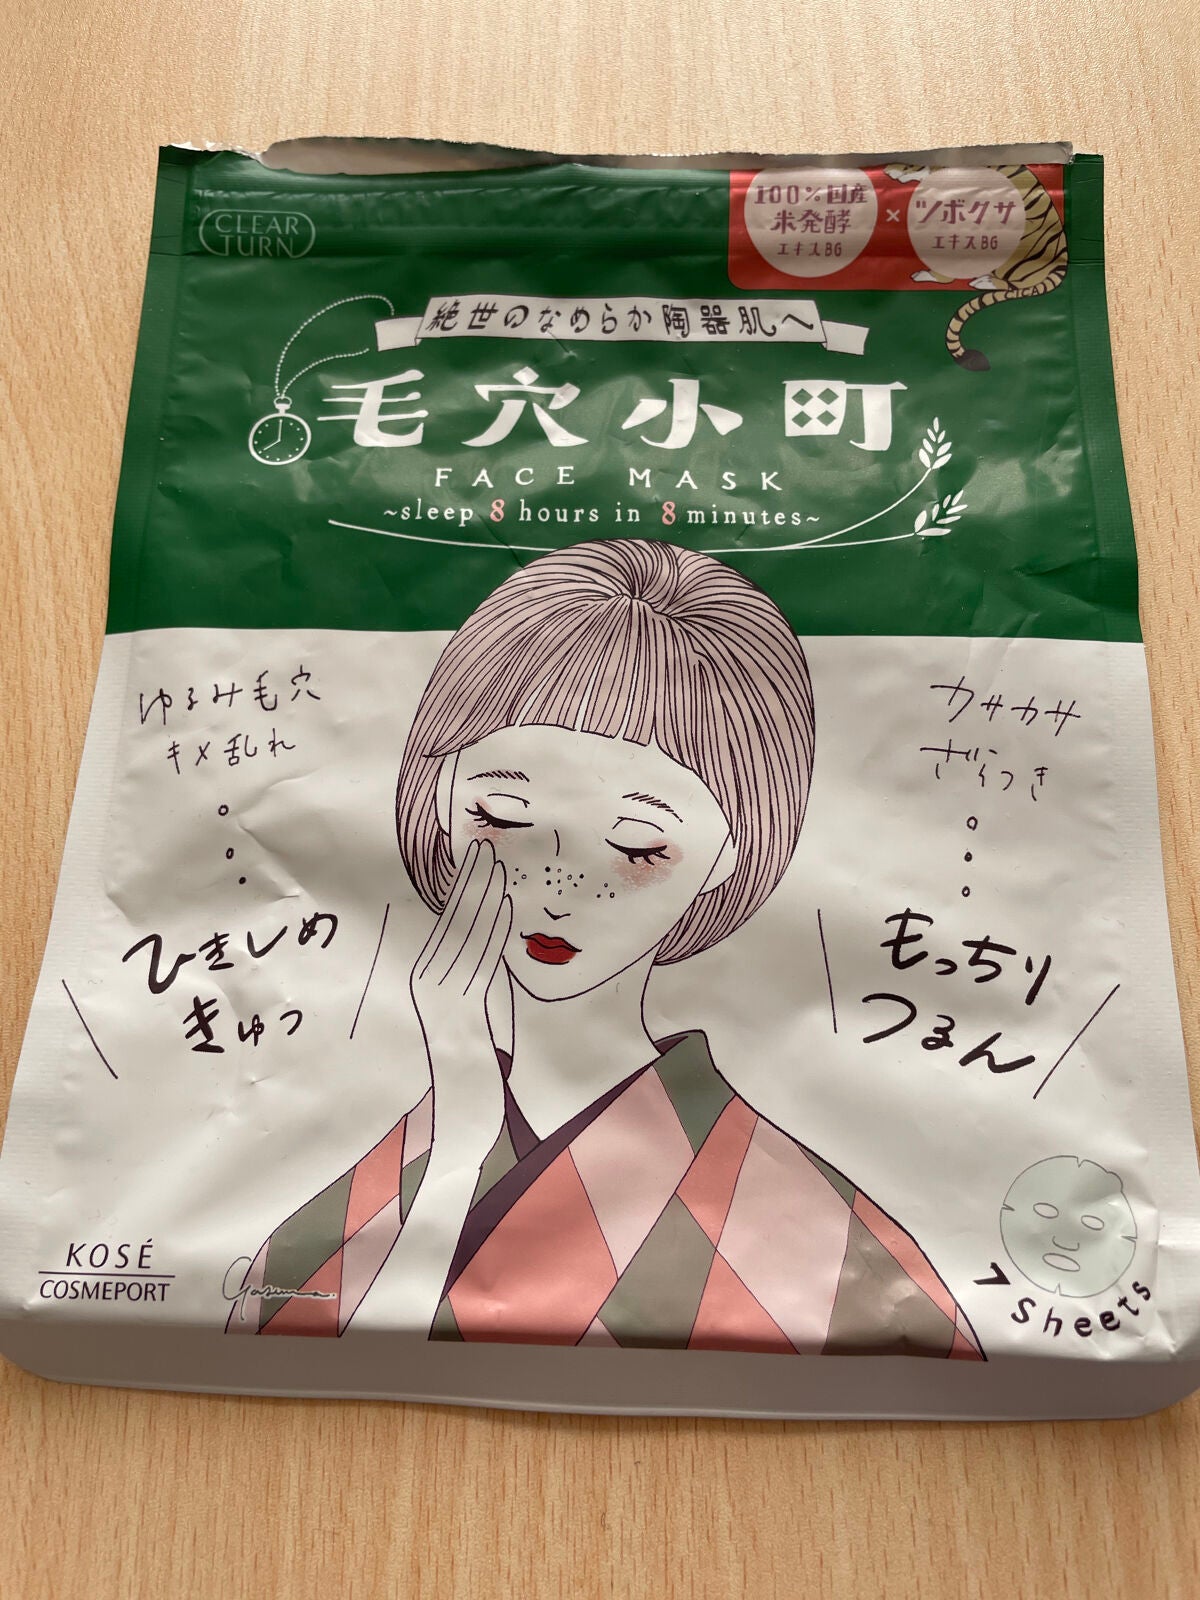 CLEAR
TURN
100%国産
米発酵
エキスBG
×
ツボクサ
エキスBG
CICA
絶世のなめらか陶器肌へ
毛穴小町
FACE MASK
~sleep 8 hours in 8 minutes~
ゆるみ毛穴
キメ乱れ
ひきしめ
きゅっ
カサカサ
ざらつき
もっちり
つるん
KOSÉ
COSMEPORT
7 Sheets